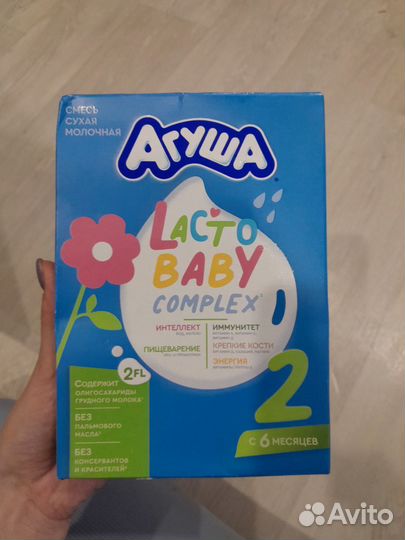 СМЕСЬ
СУХАЯ
МОЛОЧНАЯ
АГУША
LACTO
BABY
COMPLEX
ИНТЕЛЛЕКТ
ИММУНИТЕТ
ПИЩЕВАРЕНИЕ
КРЕПКИЕ КОСТИ
ЭНЕРГИЯ
2FL
СОДЕРЖИТ
ОЛИГОСАХАРИДЫ
ГРУДНОГО МОЛОКА*
БЕЗ
ПАЛЬМОВОГО
МАСЛА*
БЕЗ
КОНСЕРВАНТОВ
И КРАСИТЕЛЕЙ*
2
С 6 МЕСЯЦЕВ
Avito